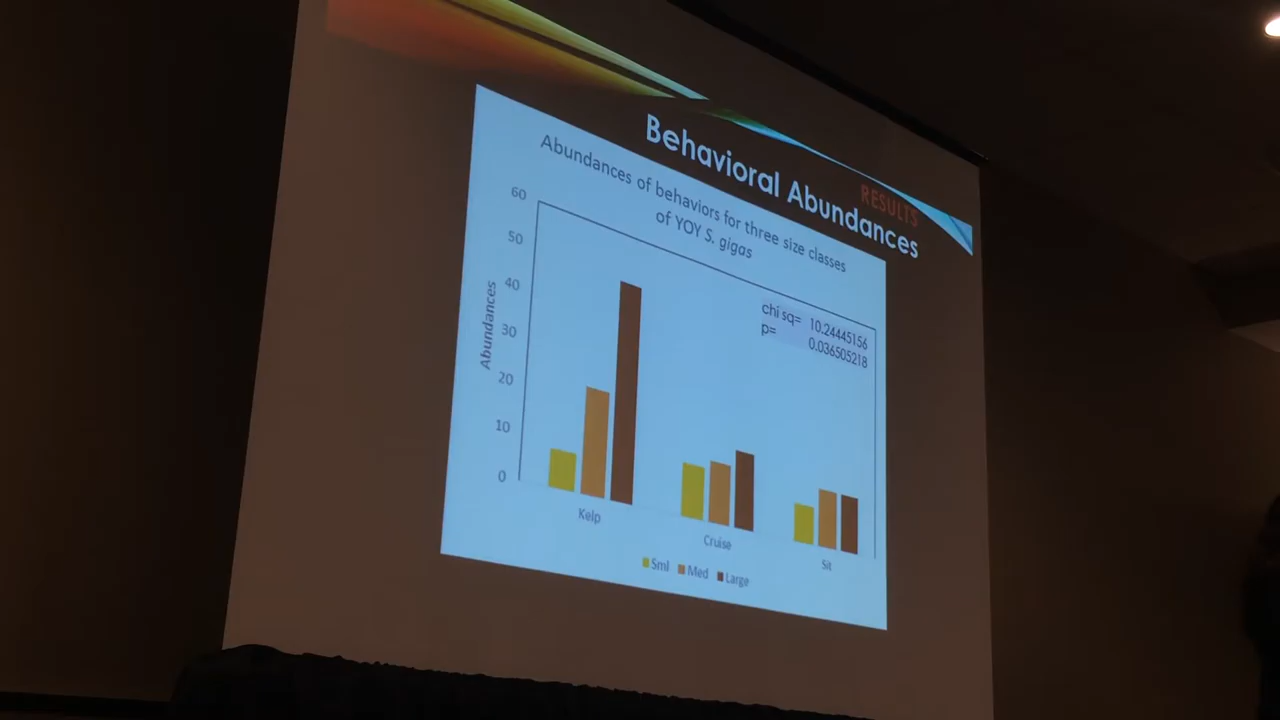 RESULTS
Behavioral Abundances
Abundances of behaviors for three size classes
of YOY S. gigas
60
50
40
30
20
10
0
Abundances
chi sq= 10.24445156
p= 0.036505218
Kelp
Cruise
Sit
Sml Med Large